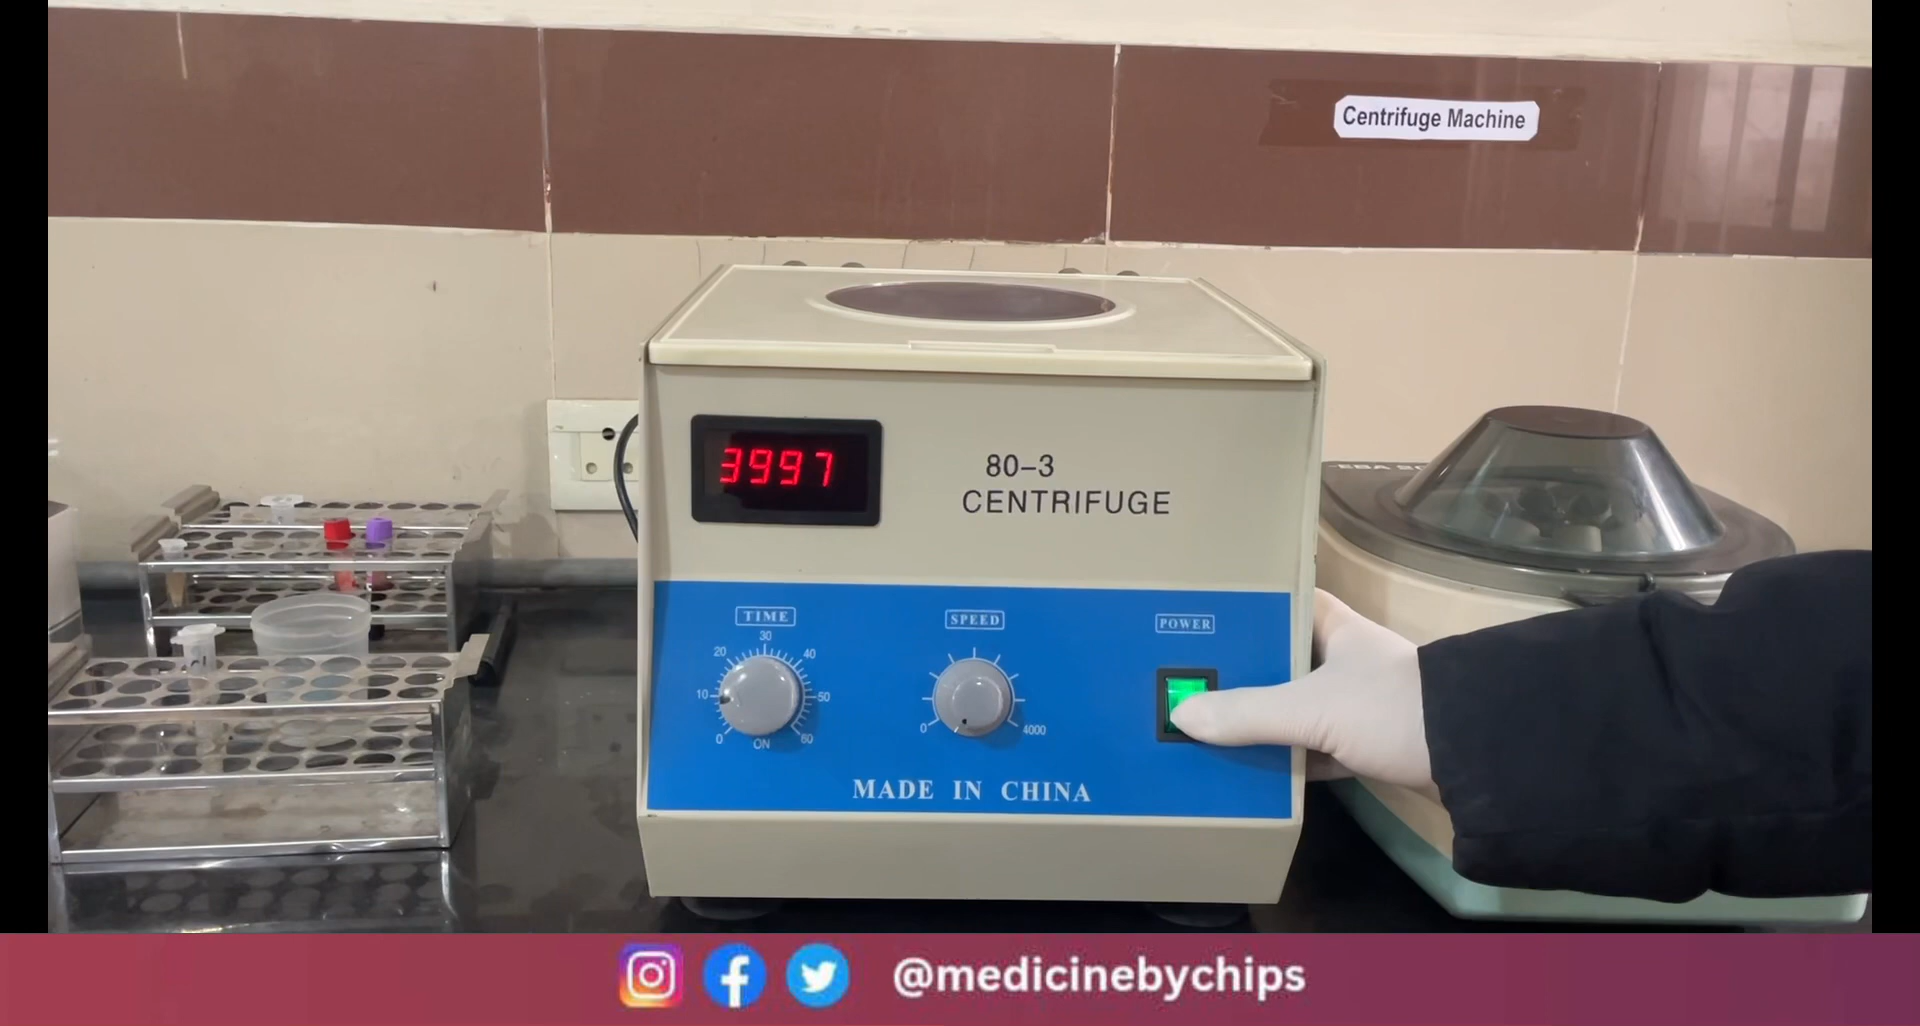 Centrifuge Machine
3997
80-3
CENTRIFUGE
TIME
SPEED
POWER
0 10 20 30 40 50 60
ON
0 4000
MADE IN CHINA
@medicinebychips